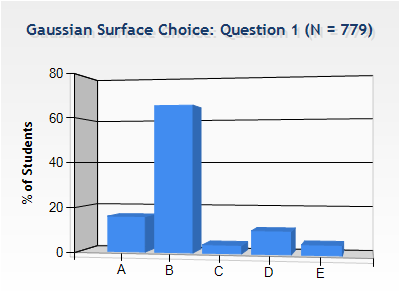 Gaussian Surface Choice: Question 1 (N = 779)
% of Students
80
60
40
20
0
A B C D E